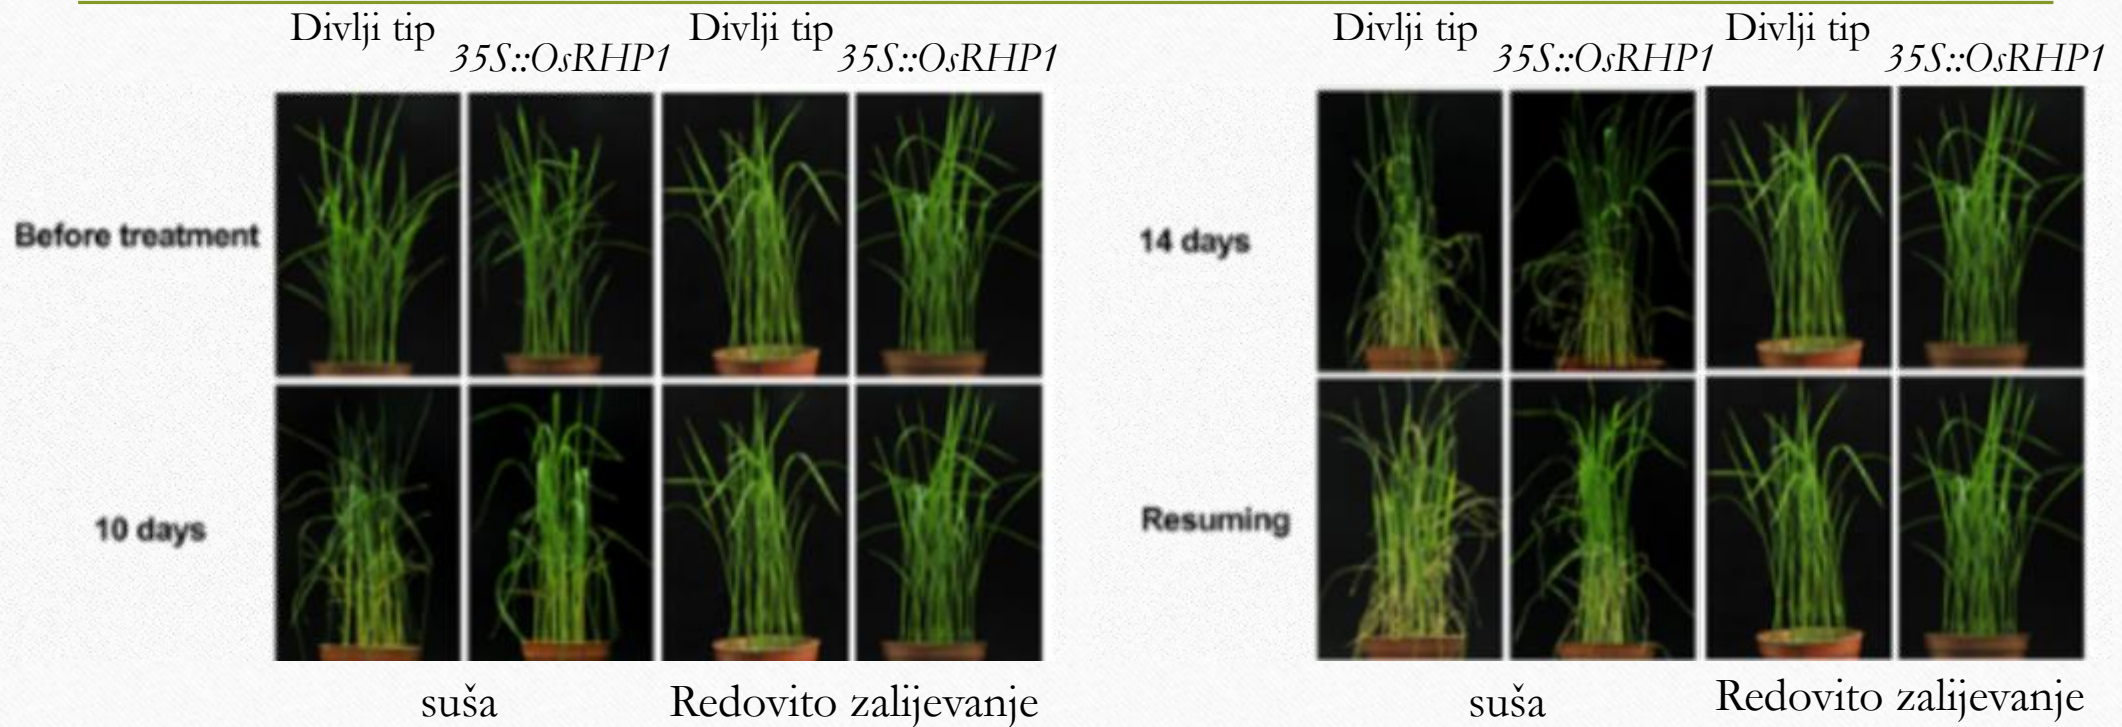 Divlji tip 35S::OsRHP1 Divlji tip 35S::OsRHP1
Before treatment
10 days
suša Redovito zalijevanje
Divlji tip 35S::OsRHP1 Divlji tip 35S::OsRHP1
14 days
Resuming
suša Redovito zalijevanje